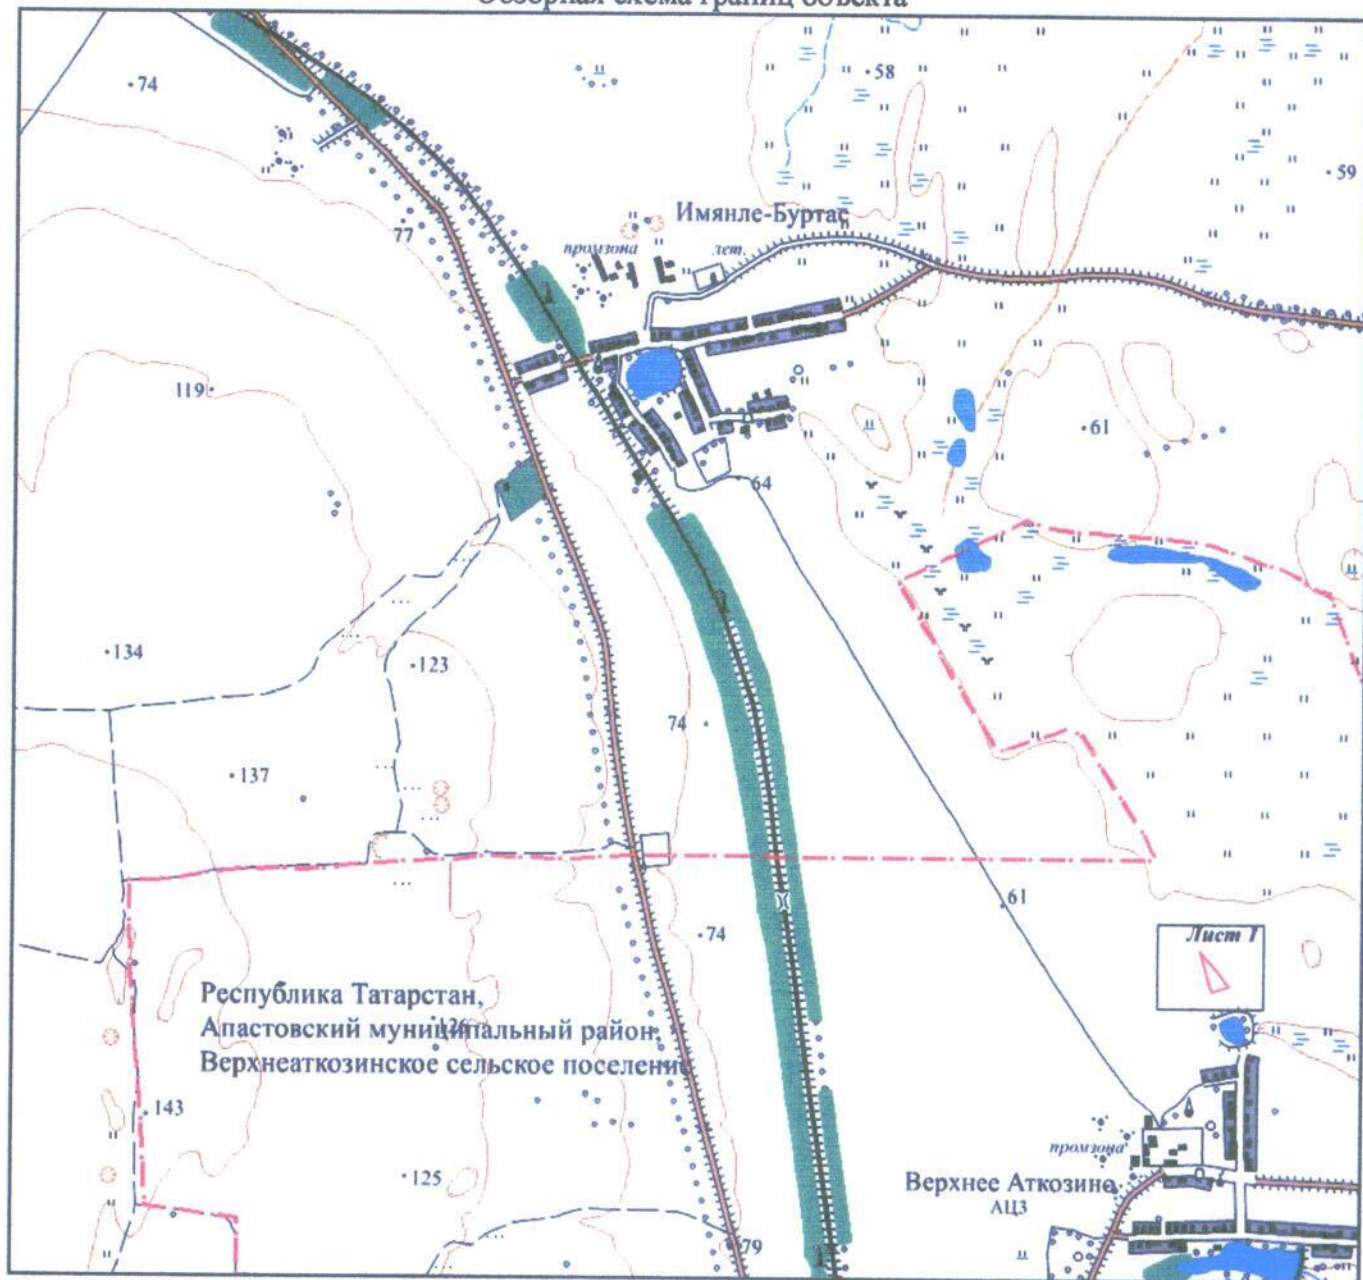 Обзорная схема границ объекта
74
58
59
Имянле-Буртас
77
промзона
лет.
119
61
64
134
123
74
137
61
74
Лист 1
Республика Татарстан,
126
Апастовский муниципальный район,
Верхнеаткозинское сельское поселение
143
промзона
125
Верхнее Аткозино
АЦЗ
79